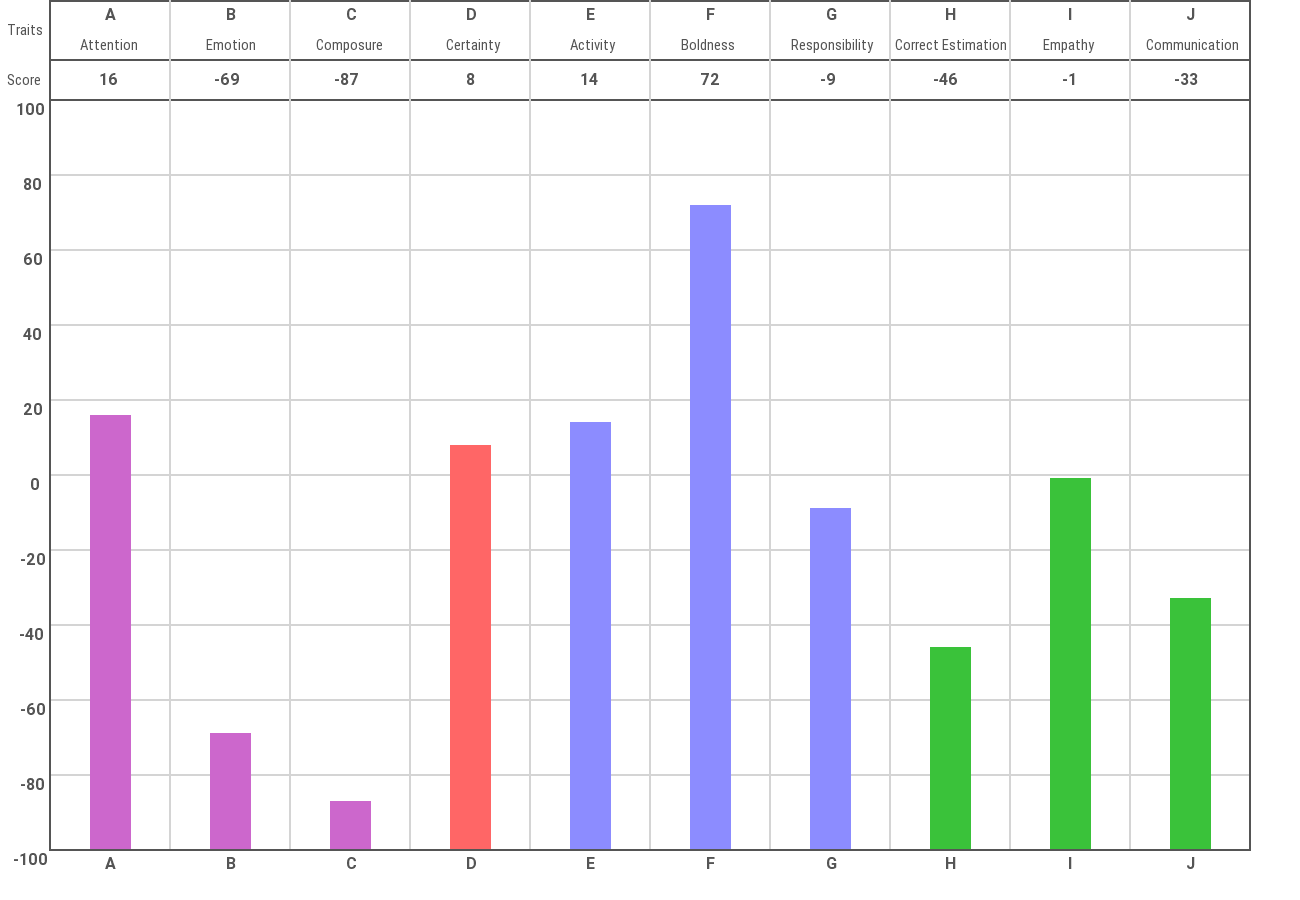 A B C D E F G H I J
Traits
Attention Emotion Composure Certainty Activity Boldness Responsibility Correct Estimation Empathy Communication
Score 16 -69 -87 8 14 72 -9 -46 -1 -33
100
80
60
40
20
0
-20
-40
-60
-80
-100
A B C D E F G H I J